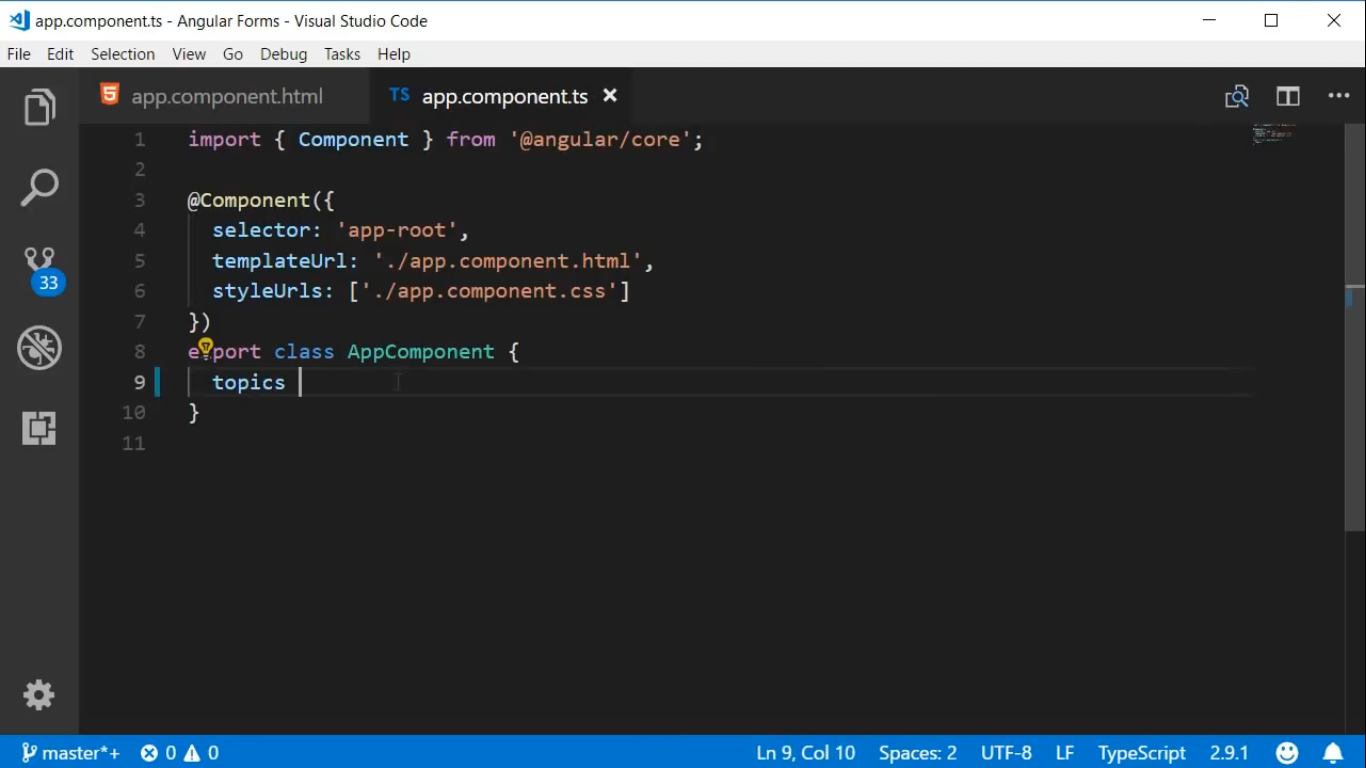 app.component.ts - Angular Forms - Visual Studio Code
File Edit Selection View Go Debug Tasks Help
5 app.component.html TS app.component.ts
1 import { Component } from '@angular/core';
2
3 @Component({
4 selector: 'app-root',
5 templateUrl: './app.component.html',
6 styleUrls: ['./app.component.css']
7 })
8 export class AppComponent {
9 topics
10 }
11
33
master*+ 0 0 Ln 9, Col 10 Spaces: 2 UTF-8 LF TypeScript 2.9.1